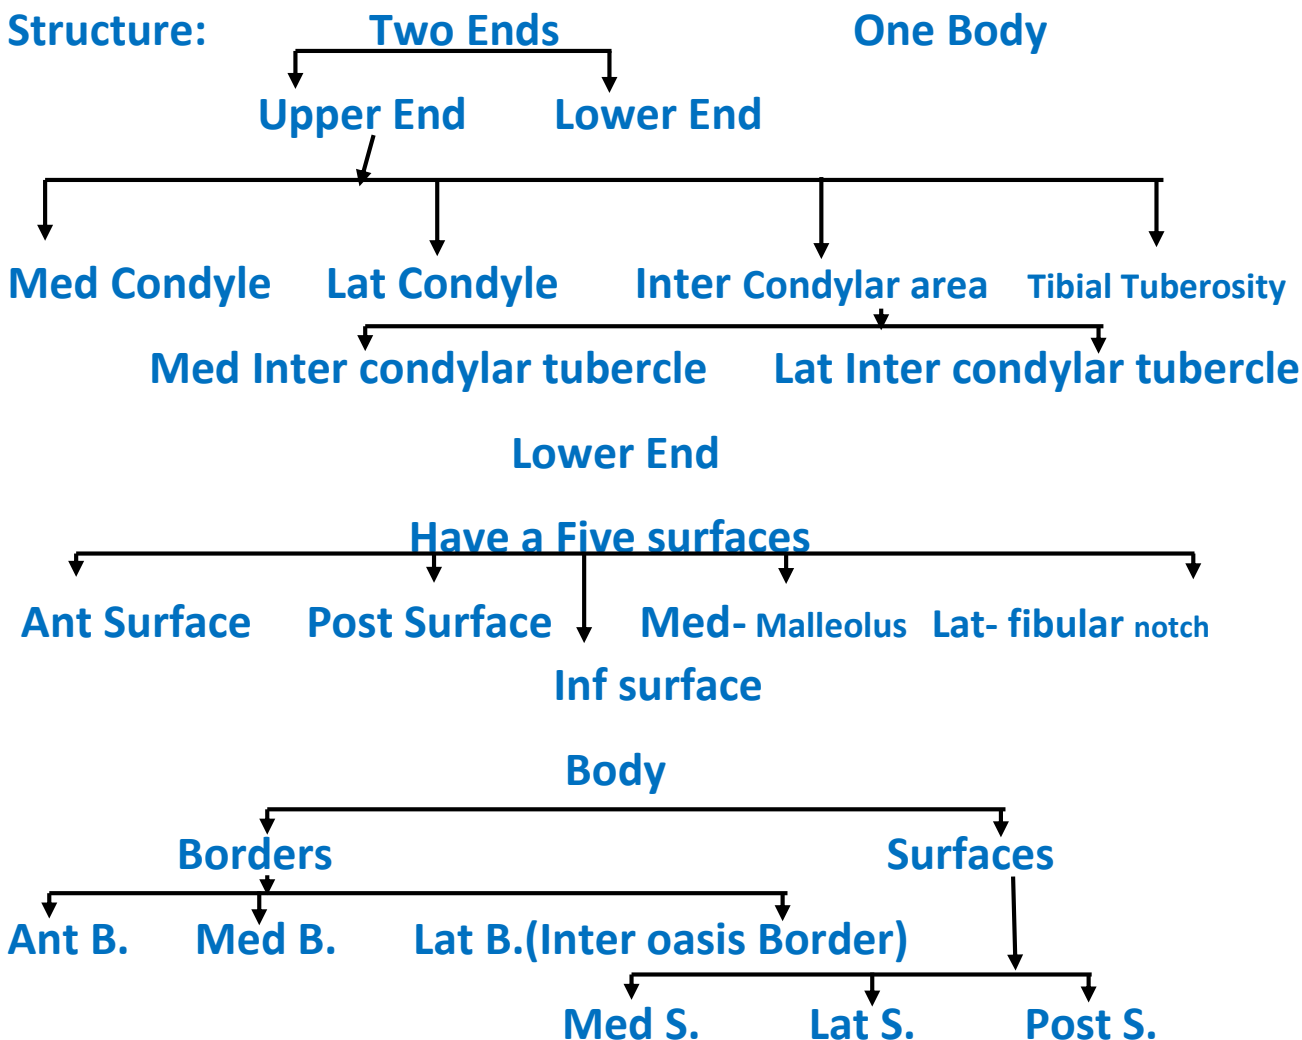 Structure: Two Ends One Body
Upper End Lower End
Med Condyle Lat Condyle Inter Condylar area Tibial Tuberosity
Med Inter condylar tubercle Lat Inter condylar tubercle
Lower End
Have a Five surfaces
Ant Surface Post Surface Med- Malleolus Lat- fibular notch
Inf surface
Body
Borders Surfaces
Ant B. Med B. Lat B.(Inter oasis Border)
Med S. Lat S. Post S.